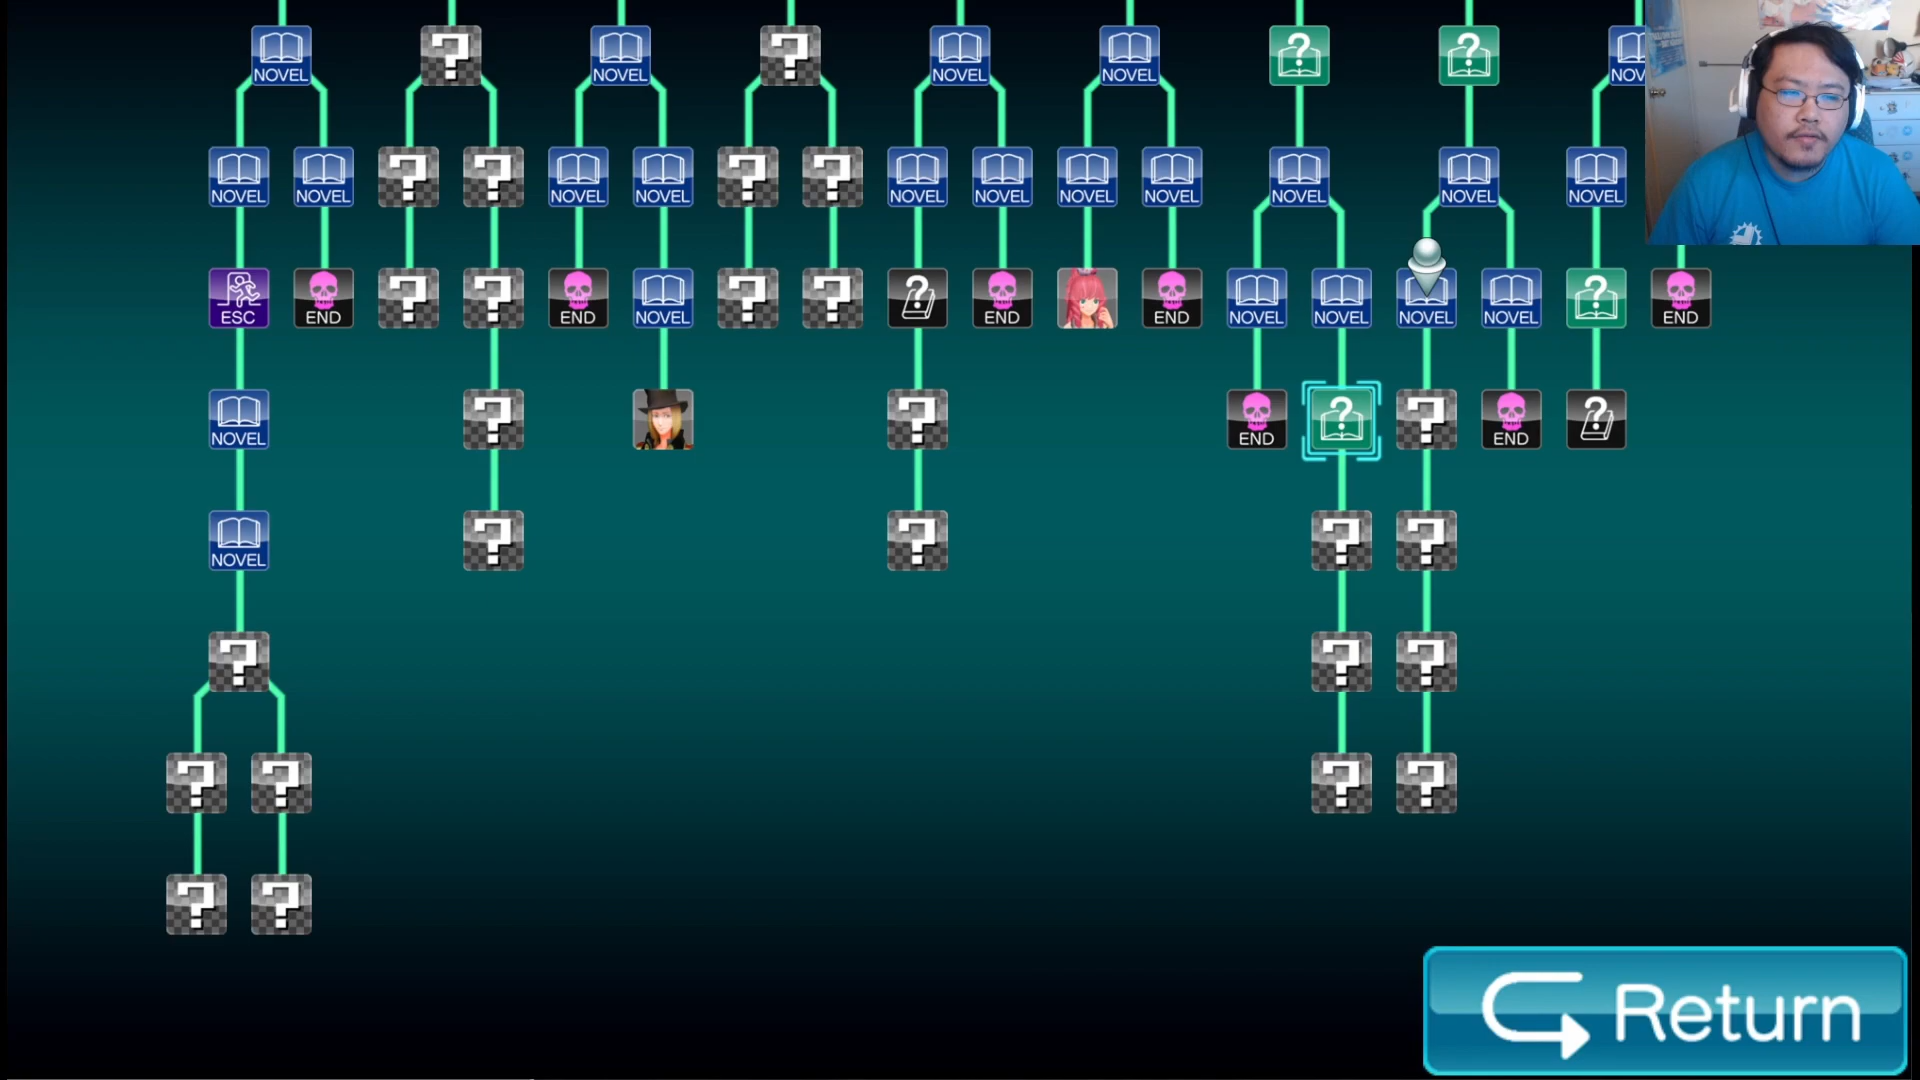 NOVEL ? NOVEL ? NOVEL NOVEL ? ? NOV
NOVEL NOVEL ? ? NOVEL NOVEL ? ? NOVEL NOVEL NOVEL NOVEL NOVEL NOVEL NOVEL
ESC END ? ? END NOVEL ? ? ? END END NOVEL NOVEL NOVEL NOVEL ? END
NOVEL ? ? END ? ? END ?
NOVEL ? ? ? ?
? ? ?
? ? ? ?
? ?
Return